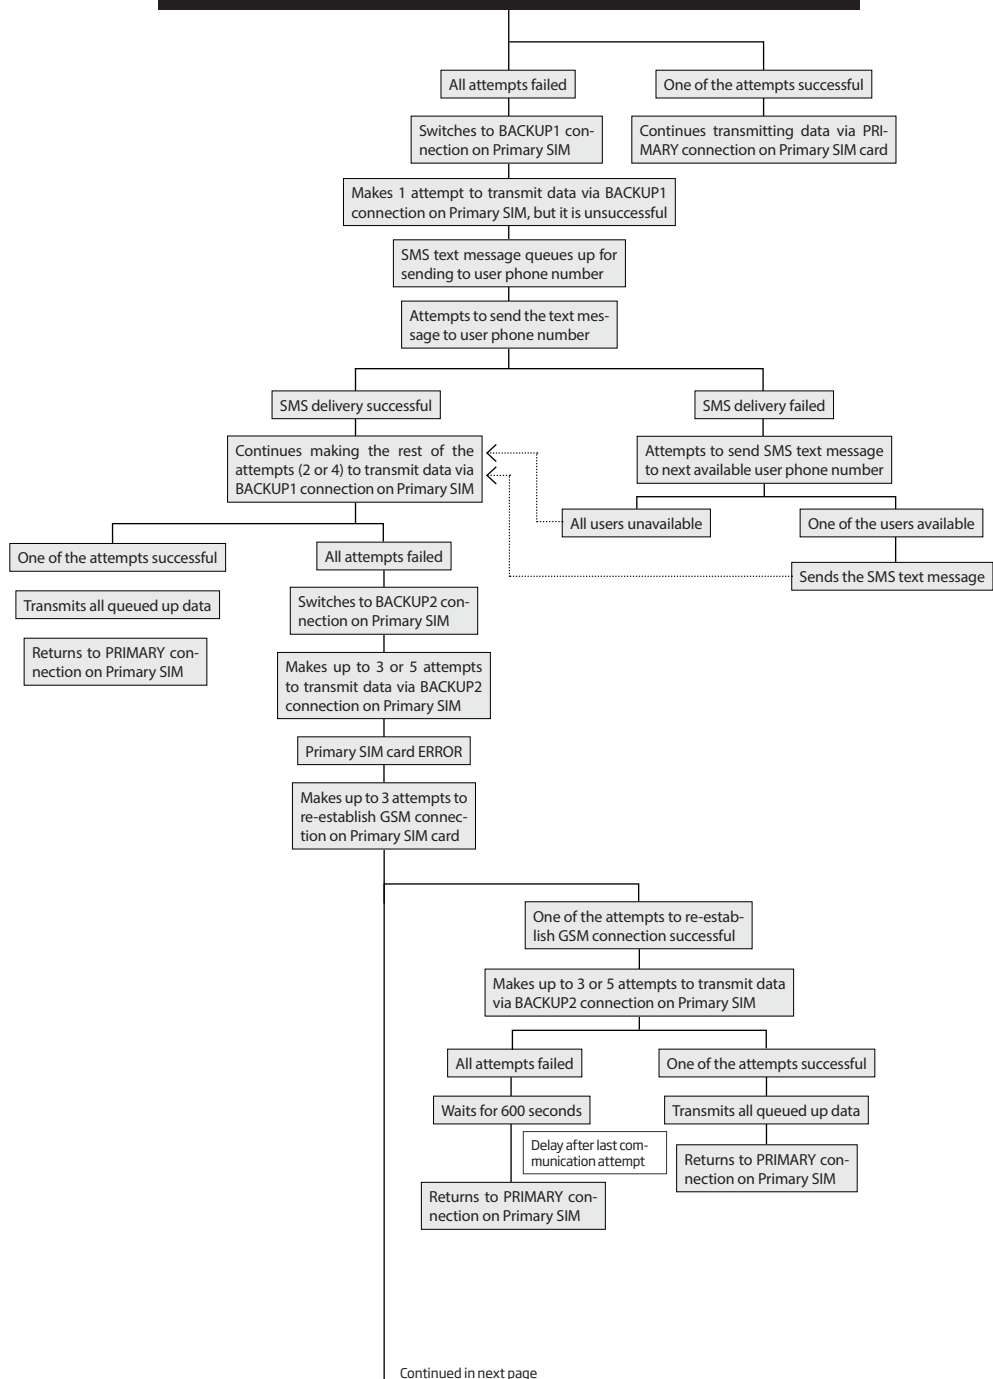 All attempts failed
One of the attempts successful
Switches to BACKUP1 con-
nection on Primary SIM
Continues transmitting data via PRI-
MARY connection on Primary SIM card
Makes 1 attempt to transmit data via BACKUP1
connection on Primary SIM, but it is unsuccessful
SMS text message queues up for
sending to user phone number
Attempts to send the text mes-
sage to user phone number
SMS delivery successful
SMS delivery failed
Continues making the rest of the
attempts (2 or 4) to transmit data via
BACKUP1 connection on Primary SIM
Attempts to send SMS text message
to next available user phone number
All users unavailable
One of the users available
Sends the SMS text message
One of the attempts successful
All attempts failed
Transmits all queued up data
Switches to BACKUP2 con-
nection on Primary SIM
Returns to PRIMARY con-
nection on Primary SIM
Makes up to 3 or 5 attempts
to transmit data via BACKUP2
connection on Primary SIM
Primary SIM card ERROR
Makes up to 3 attempts to
re-establish GSM connec-
tion on Primary SIM card
One of the attempts to re-estab-
lish GSM connection successful
Makes up to 3 or 5 attempts to transmit data
via BACKUP2 connection on Primary SIM
All attempts failed
One of the attempts successful
Waits for 600 seconds
Transmits all queued up data
Delay after last com-
munication attempt
Returns to PRIMARY con-
nection on Primary SIM
Returns to PRIMARY con-
nection on Primary SIM
Continued in next page